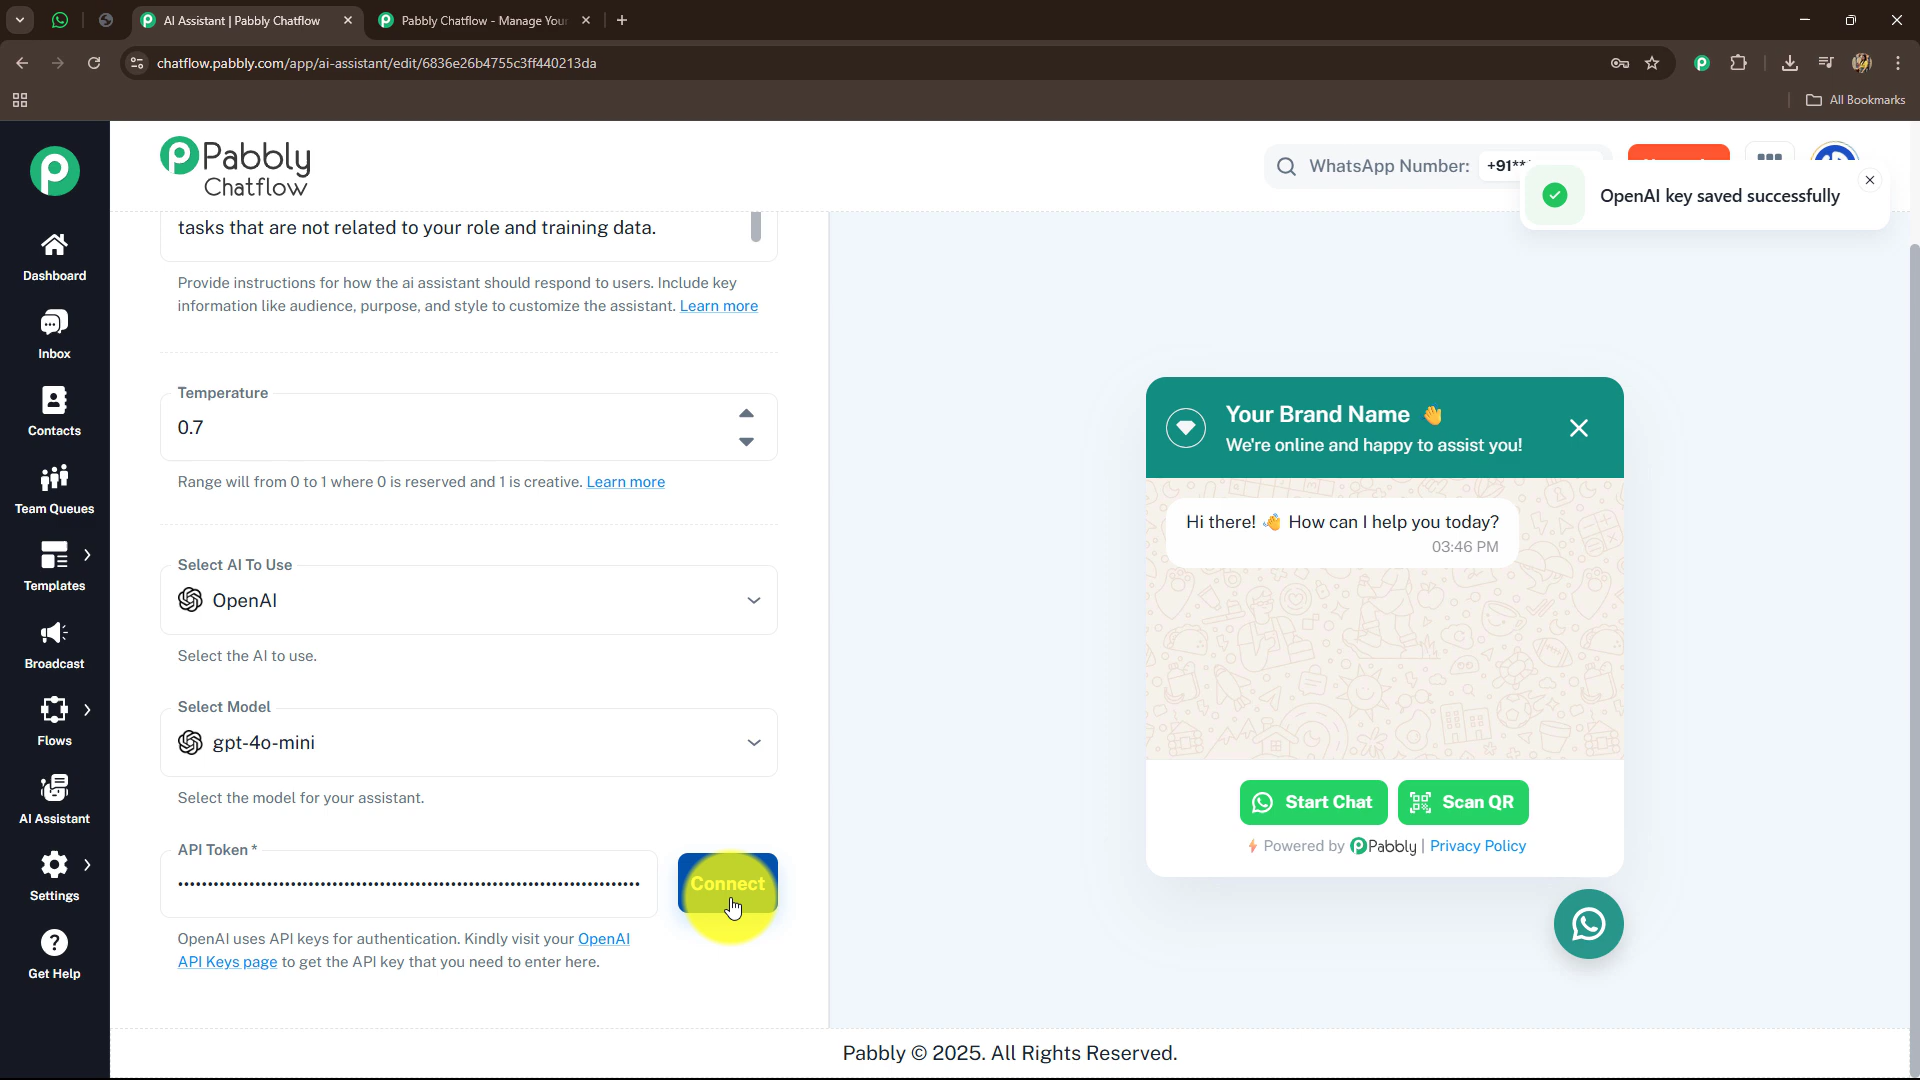 AI Assistant | Pabbly Chatflow
Pabbly Chatflow - Manage You
chatflow.pabbly.com/app/ai-assistant/edit/6836e26b4755c3ff440213da
All Bookmarks
Pabbly
Chatflow
WhatsApp Number: +91**
OpenAI key saved successfully
Dashboard
Inbox
Contacts
Team Queues
Templates
Broadcast
Flows
AI Assistant
Settings
Get Help
tasks that are not related to your role and training data.
Provide instructions for how the ai assistant should respond to users. Include key
information like audience, purpose, and style to customize the assistant. Learn more
Temperature
0.7
Range will from 0 to 1 where 0 is reserved and 1 is creative. Learn more
Select AI To Use
OpenAI
Select the AI to use.
Select Model
gpt-4o-mini
Select the model for your assistant.
API Token *
Connect
OpenAI uses API keys for authentication. Kindly visit your OpenAI
API Keys page to get the API key that you need to enter here.
Your Brand Name 👋
We're online and happy to assist you!
Hi there! 👋 How can I help you today?
03:46 PM
Start Chat
Scan QR
Powered by Pabbly | Privacy Policy
Pabbly © 2025. All Rights Reserved.